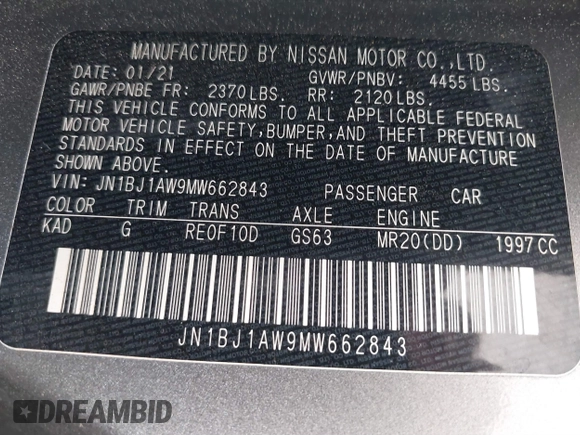 MANUFACTURED BY NISSAN MOTOR CO.,LTD.
DATE: 01/21 GVWR/PNBV: 4455 LBS.
GAWR/PNBE FR: 2370 LBS. RR: 2120 LBS.
THIS VEHICLE CONFORMS TO ALL APPLICABLE FEDERAL
MOTOR VEHICLE SAFETY,BUMPER,AND THEFT PREVENTION
STANDARDS IN EFFECT ON THE DATE OF MANUFACTURE
SHOWN ABOVE.
VIN: JN1BJ1AW9MW662843 PASSENGER CAR
COLOR TRIM TRANS AXLE ENGINE
KAD G RE0F10D GS63 MR20(DD) 1997CC
JN1BJ1AW9MW662843
DREAMBID